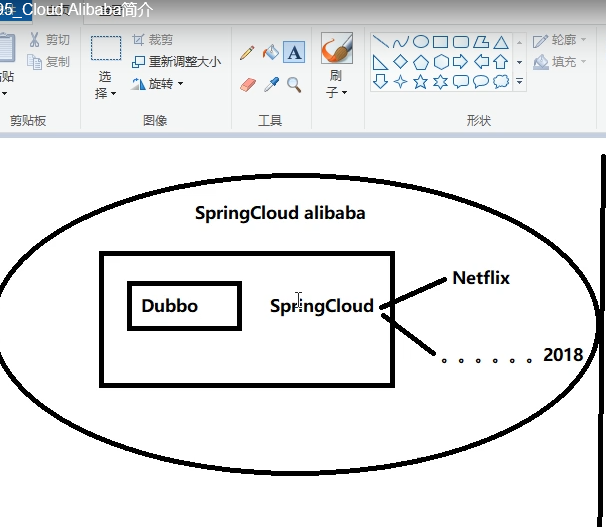 95_Cloud Alibaba简介
剪切
复制
选
择
裁剪
重新调整大小
旋转
A
刷
子
轮廓
填充
剪贴板
图像
工具
形状
SpringCloud alibaba
Netflix
Dubbo
SpringCloud
。。。。。。2018